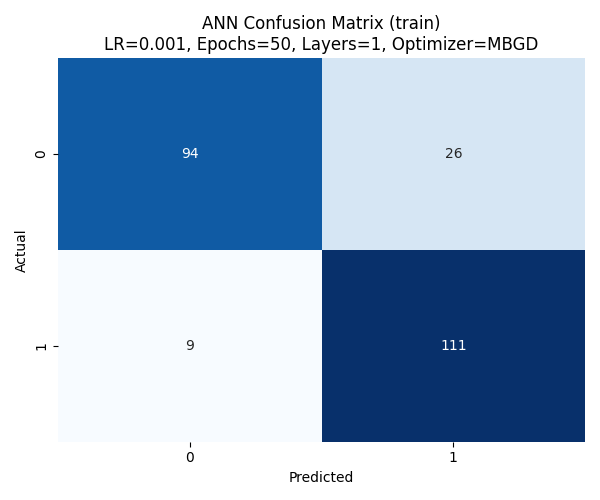 ANN Confusion Matrix (train)
LR=0.001, Epochs=50, Layers=1, Optimizer=MBGD
0
94
26
Actual
1
9
111
0
1
Predicted